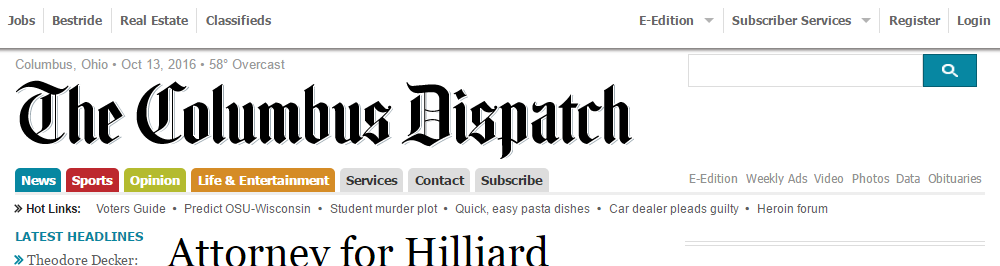 Jobs Bestride Real Estate Classifieds E-Edition Subscriber Services Register Login
Columbus, Ohio • Oct 13, 2016 • 58° Overcast
The Columbus Dispatch
News Sports Opinion Life & Entertainment Services Contact Subscribe E-Edition Weekly Ads Video Photos Data Obituaries
» Hot Links: Voters Guide • Predict OSU-Wisconsin • Student murder plot • Quick, easy pasta dishes • Car dealer pleads guilty • Heroin forum
LATEST HEADLINES
Attorney for Hilliard
» Theodore Decker: